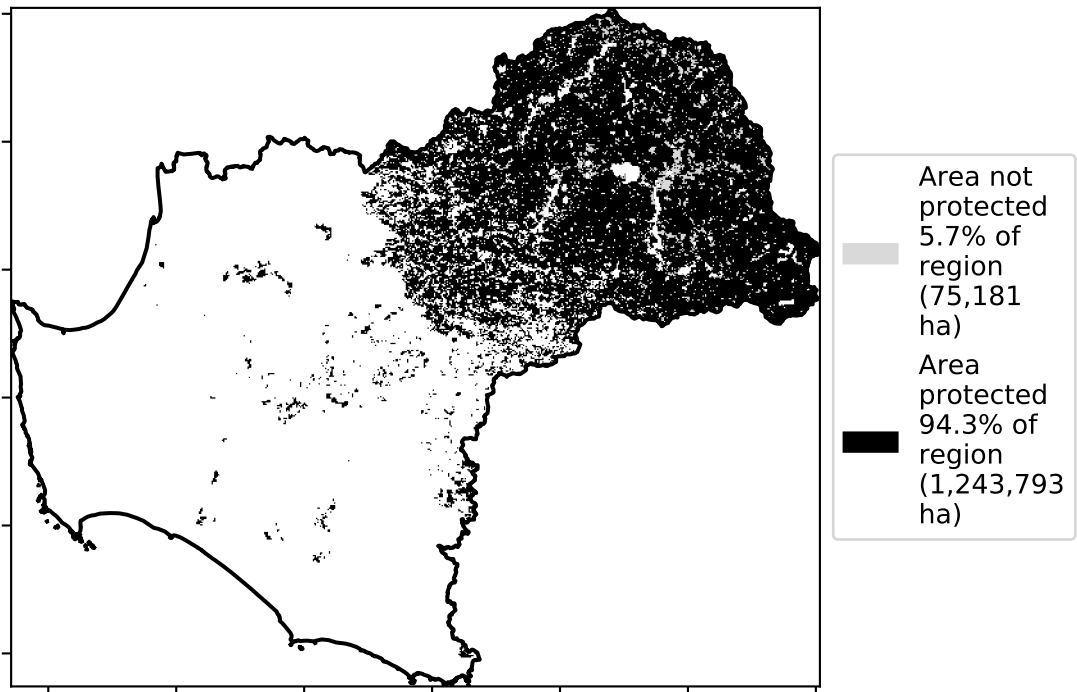 Area not
protected
5.7% of
region
(75,181
ha)
Area
protected
94.3% of
region
(1,243,793
ha)